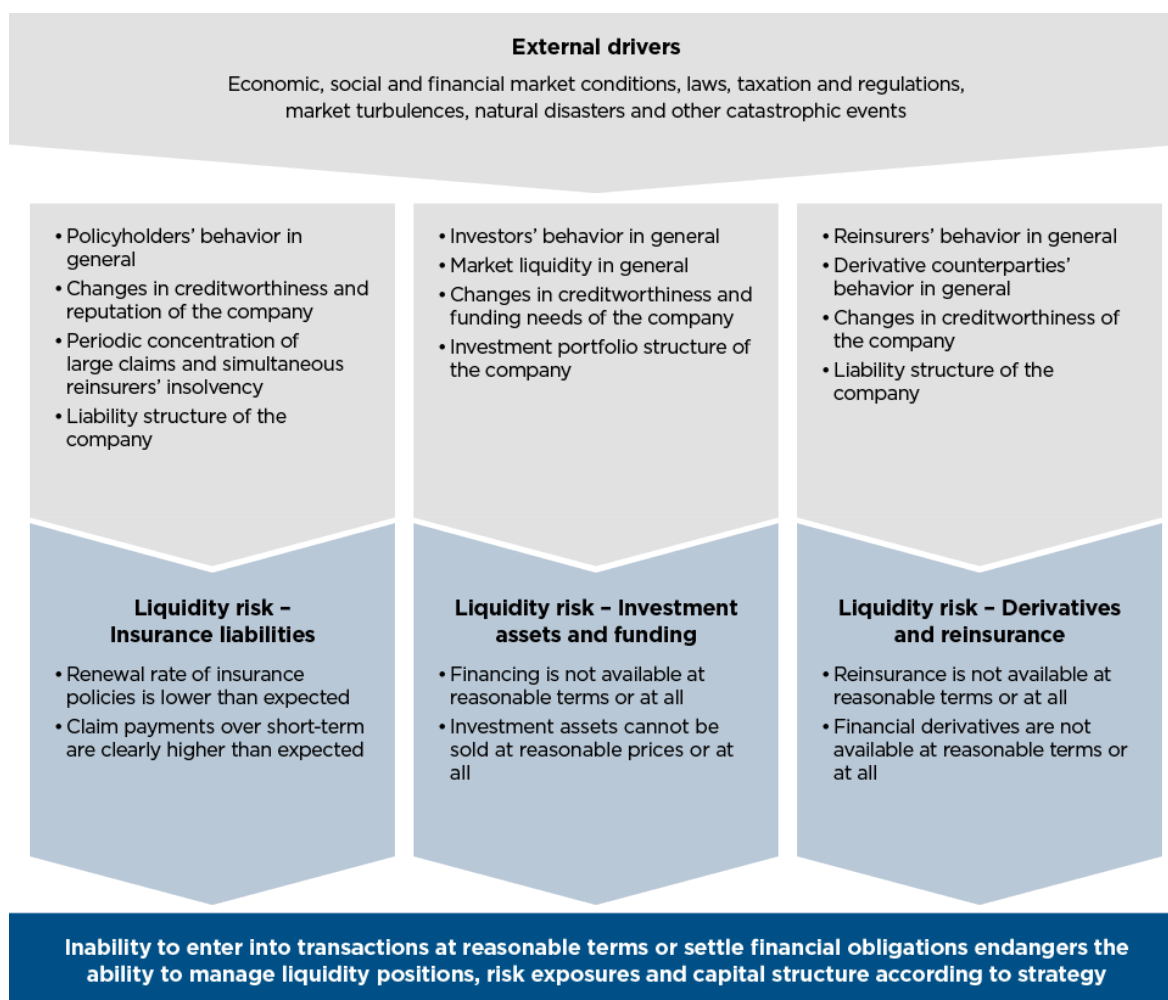 External drivers
Economic, social and financial market conditions, laws, taxation and regulations,
market turbulences, natural disasters and other catastrophic events
• Policyholders’ behavior in
general
• Changes in creditworthiness and
reputation of the company
• Periodic concentration of
large claims and simultaneous
reinsurers’ insolvency
• Liability structure of the
company
• Investors’ behavior in general
• Market liquidity in general
• Changes in creditworthiness and
funding needs of the company
• Investment portfolio structure of
the company
• Reinsurers’ behavior in general
• Derivative counterparties’
behavior in general
• Changes in creditworthiness of
the company
• Liability structure of the
company
Liquidity risk –
Insurance liabilities
• Renewal rate of insurance
policies is lower than expected
• Claim payments over short-term
are clearly higher than expected
Liquidity risk – Investment
assets and funding
• Financing is not available at
reasonable terms or at all
• Investment assets cannot be
sold at reasonable prices or at
all
Liquidity risk – Derivatives
and reinsurance
• Reinsurance is not available at
reasonable terms or at all
• Financial derivatives are not
available at reasonable terms or
at all
Inability to enter into transactions at reasonable terms or settle financial obligations endangers the
ability to manage liquidity positions, risk exposures and capital structure according to strategy